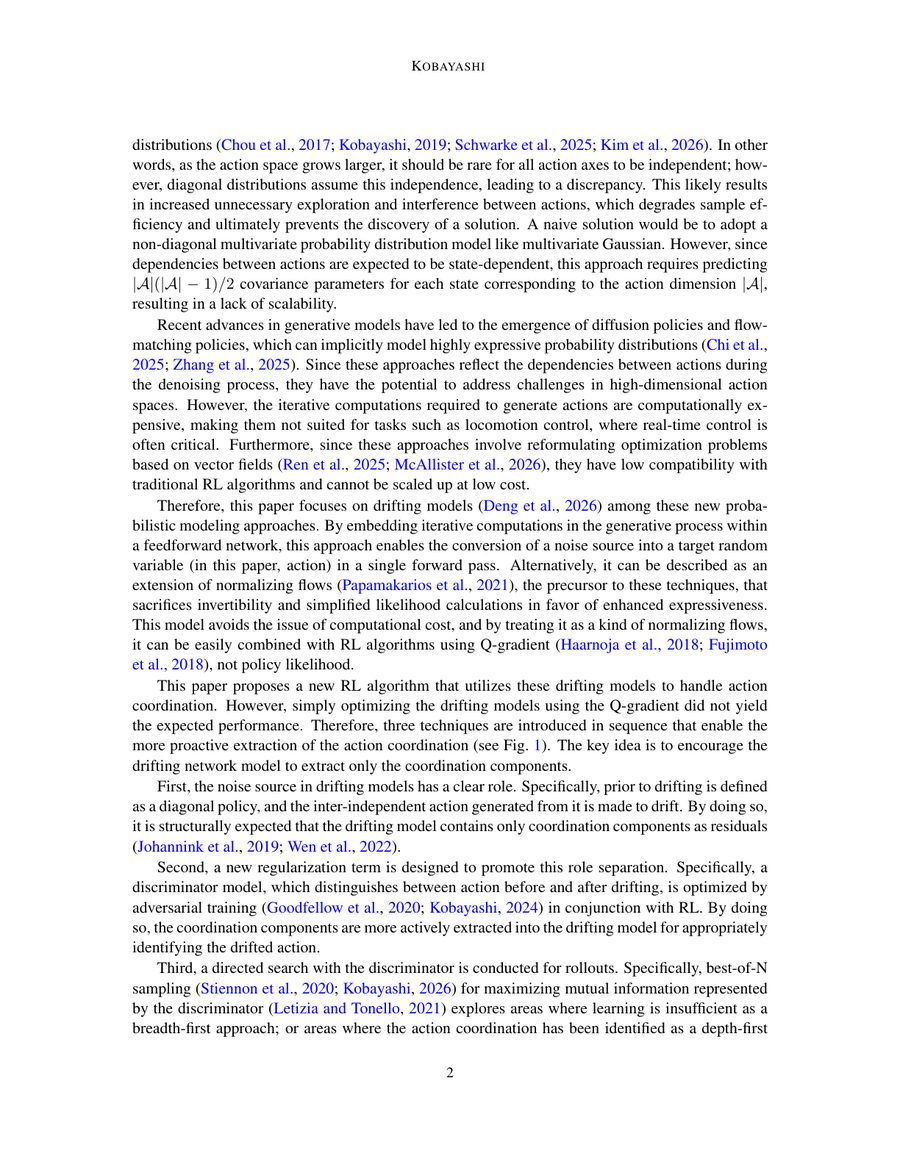 KOBAYASHI
distributions (Chou et al., 2017; Kobayashi, 2019; Schwarke et al., 2025; Kim et al., 2026). In other
words, as the action space grows larger, it should be rare for all action axes to be independent; how-
ever, diagonal distributions assume this independence, leading to a discrepancy. This likely results
in increased unnecessary exploration and interference between actions, which degrades sample ef-
ficiency and ultimately prevents the discovery of a solution. A naive solution would be to adopt a
non-diagonal multivariate probability distribution model like multivariate Gaussian. However, since
dependencies between actions are expected to be state-dependent, this approach requires predicting
|𝒜|(|𝒜| − 1)/2 covariance parameters for each state corresponding to the action dimension |𝒜|,
resulting in a lack of scalability.
Recent advances in generative models have led to the emergence of diffusion policies and flow-
matching policies, which can implicitly model highly expressive probability distributions (Chi et al.,
2025; Zhang et al., 2025). Since these approaches reflect the dependencies between actions during
the denoising process, they have the potential to address challenges in high-dimensional action
spaces. However, the iterative computations required to generate actions are computationally ex-
pensive, making them not suited for tasks such as locomotion control, where real-time control is
often critical. Furthermore, since these approaches involve reformulating optimization problems
based on vector fields (Ren et al., 2025; McAllister et al., 2026), they have low compatibility with
traditional RL algorithms and cannot be scaled up at low cost.
Therefore, this paper focuses on drifting models (Deng et al., 2026) among these new proba-
bilistic modeling approaches. By embedding iterative computations in the generative process within
a feedforward network, this approach enables the conversion of a noise source into a target random
variable (in this paper, action) in a single forward pass. Alternatively, it can be described as an
extension of normalizing flows (Papamakarios et al., 2021), the precursor to these techniques, that
sacrifices invertibility and simplified likelihood calculations in favor of enhanced expressiveness.
This model avoids the issue of computational cost, and by treating it as a kind of normalizing flows,
it can be easily combined with RL algorithms using Q-gradient (Haarnoja et al., 2018; Fujimoto
et al., 2018), not policy likelihood.
This paper proposes a new RL algorithm that utilizes these drifting models to handle action
coordination. However, simply optimizing the drifting models using the Q-gradient did not yield
the expected performance. Therefore, three techniques are introduced in sequence that enable the
more proactive extraction of the action coordination (see Fig. 1). The key idea is to encourage the
drifting network model to extract only the coordination components.
First, the noise source in drifting models has a clear role. Specifically, prior to drifting is defined
as a diagonal policy, and the inter-independent action generated from it is made to drift. By doing so,
it is structurally expected that the drifting model contains only coordination components as residuals
(Johannink et al., 2019; Wen et al., 2022).
Second, a new regularization term is designed to promote this role separation. Specifically, a
discriminator model, which distinguishes between action before and after drifting, is optimized by
adversarial training (Goodfellow et al., 2020; Kobayashi, 2024) in conjunction with RL. By doing
so, the coordination components are more actively extracted into the drifting model for appropriately
identifying the drifted action.
Third, a directed search with the discriminator is conducted for rollouts. Specifically, best-of-N
sampling (Stiennon et al., 2020; Kobayashi, 2026) for maximizing mutual information represented
by the discriminator (Letizia and Tonello, 2021) explores areas where learning is insufficient as a
breadth-first approach; or areas where the action coordination has been identified as a depth-first
2